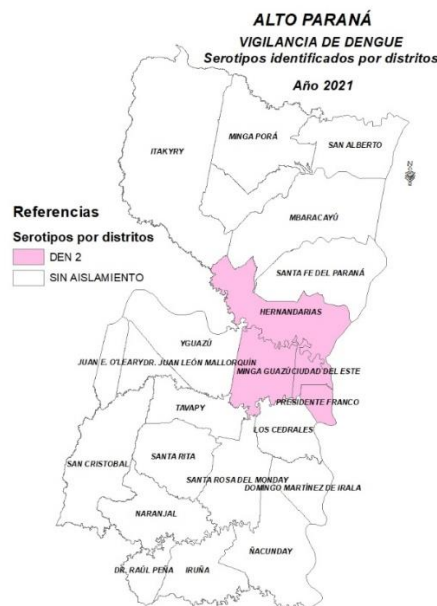 ALTO PARANÁ
VIGILANCIA DE DENGUE
Serotipos identificados por distritos
Año 2021
MINGA PORÁ
SAN ALBERTO
ITAKYRY
MBARACAYÚ
Referencias
Serotipos por distritos
DEN 2
SIN AISLAMIENTO
SANTA FE DEL PARANÁ
HERNANDARIAS
YGUAZÚ
JUAN E. O'LEARY
DR. JUAN LEÓN MALLORQUÍN
MINGA GUAZÚ
CIUDAD DEL ESTE
PRESIDENTE FRANCO
TAVAPY
LOS CEDRALES
SANTA RITA
SAN CRISTOBAL
SANTA ROSA DEL MONDAY
DOMINGO MARTÍNEZ DE IRALA
NARANJAL
ÑACUNDAY
DR. RAÚL PEÑA
IRUÑA